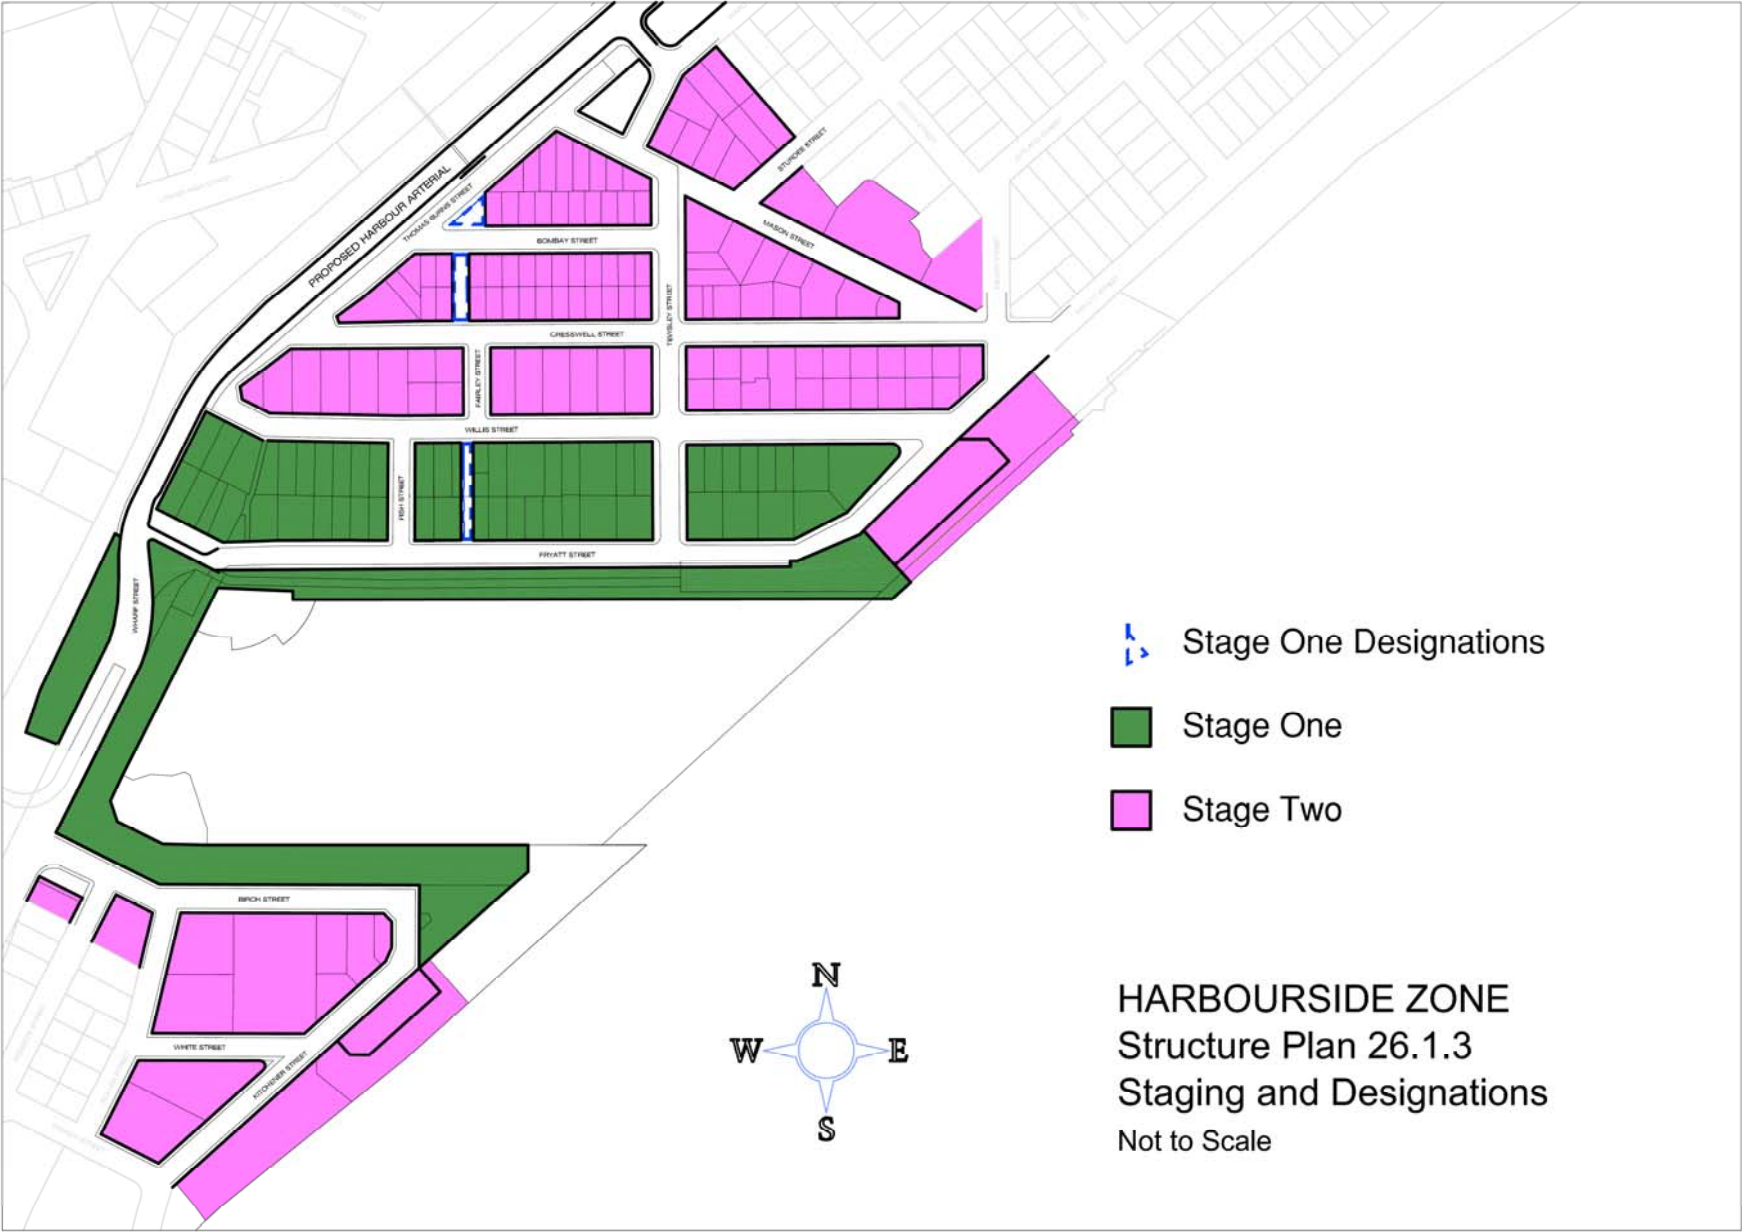 STURDEE STREET
PROPOSED HARBOUR ARTERIAL
THOMAS BURNS STREET
BOMBAY STREET
MASON STREET
TEWSLEY STREET
CRESSWELL STREET
FAERLEY STREET
WILLIS STREET
FISH STREET
FRYATT STREET
WHARF STREET
Stage One Designations
Stage One
Stage Two
BIRCH STREET
WHITE STREET
KITCHENER STREET
N
W
E
S
HARBOURSIDE ZONE
Structure Plan 26.1.3
Staging and Designations
Not to Scale